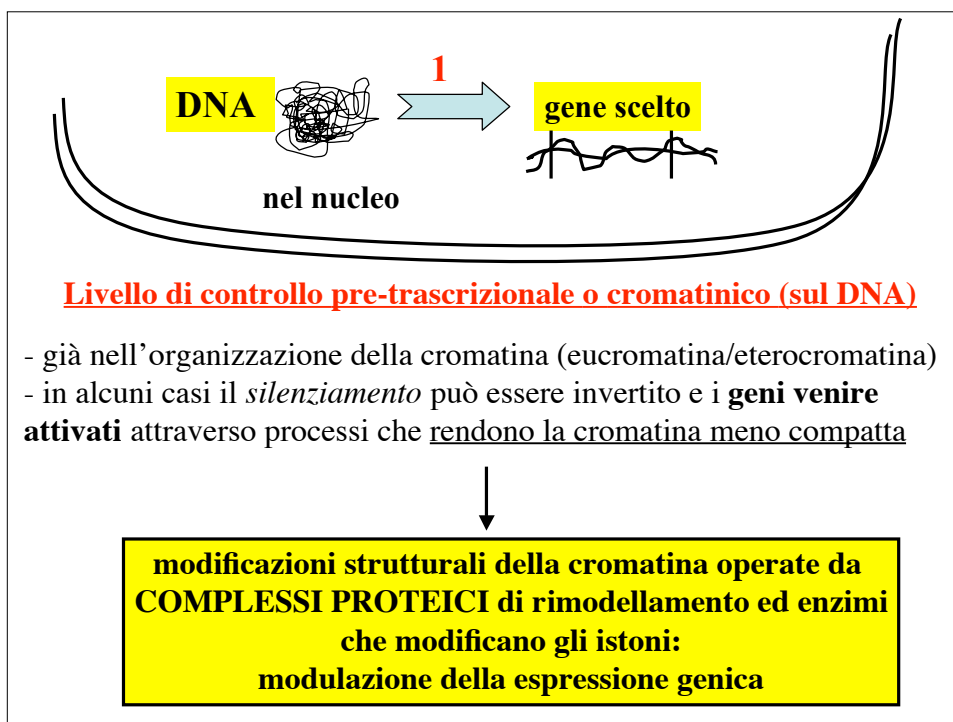 1
DNA
gene scelto
nel nucleo
Livello di controllo pre-trascrizionale o cromatinico (sul DNA)
- già nell’organizzazione della cromatina (eucromatina/eterocromatina)
- in alcuni casi il silenziamento può essere invertito e i geni venire
attivati attraverso processi che rendono la cromatina meno compatta
modificazioni strutturali della cromatina operate da
COMPLESSI PROTEICI di rimodellamento ed enzimi
che modificano gli istoni:
modulazione della espressione genica